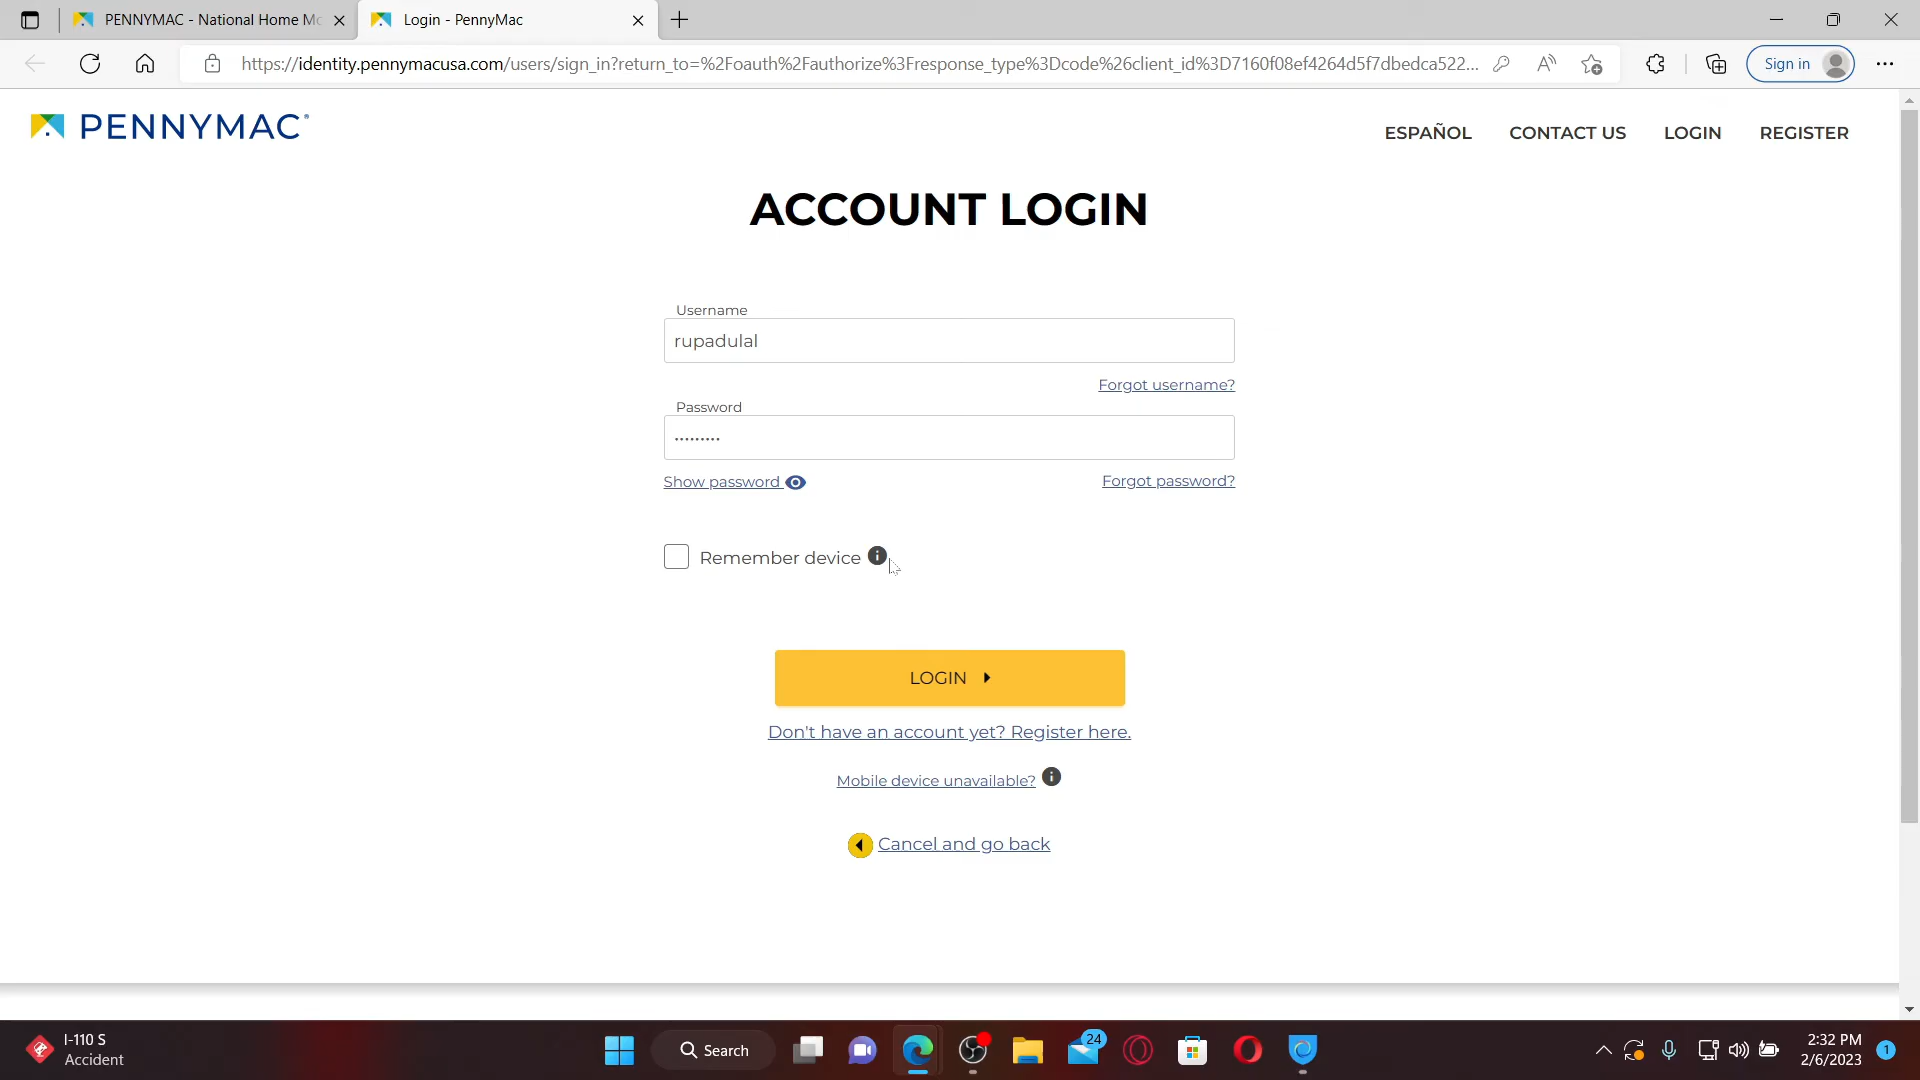 PENNYMAC - National Home Mo
Login - PennyMac
https://identity.pennymacusa.com/users/sign_in?return_to=%2Foauth%2Fauthorize%3Fresponse_type%3Dcode%26client_id%3D7160f08ef4264d5f7dbedca522...
Sign in
PENNYMAC
ESPAÑOL CONTACT US LOGIN REGISTER
ACCOUNT LOGIN
Username
rupadulal
Forgot username?
Password
•••••••••
Show password
Forgot password?
Remember device
LOGIN
Don't have an account yet? Register here.
Mobile device unavailable?
Cancel and go back
I-110 S
Accident
Search
24
2:32 PM
2/6/2023
1